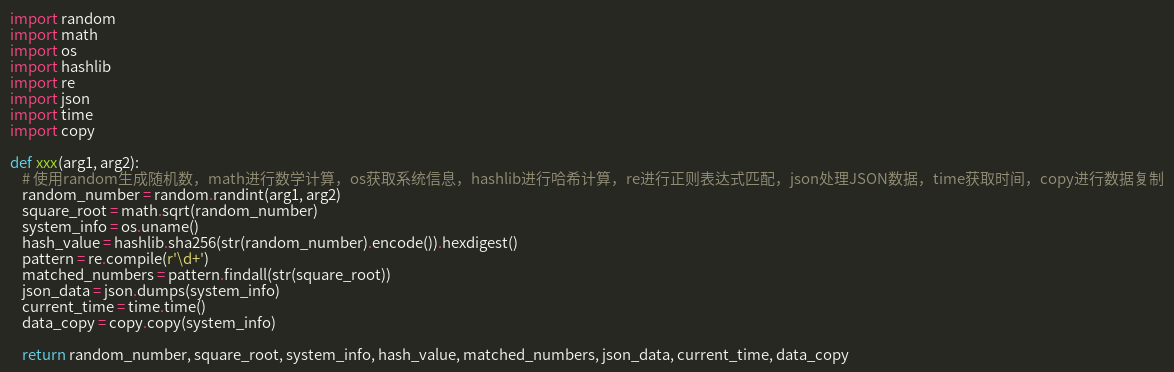 import random
import math
import os
import hashlib
import re
import json
import time
import copy

def xxx(arg1, arg2):
    # 使用random生成随机数，math进行数学计算，os获取系统信息，hashlib进行哈希计算，re进行正则表达式匹配，json处理JSON数据，time获取时间，copy进行数据复制
    random_number = random.randint(arg1, arg2)
    square_root = math.sqrt(random_number)
    system_info = os.uname()
    hash_value = hashlib.sha256(str(random_number).encode()).hexdigest()
    pattern = re.compile(r'\d+')
    matched_numbers = pattern.findall(str(square_root))
    json_data = json.dumps(system_info)
    current_time = time.time()
    data_copy = copy.copy(system_info)

    return random_number, square_root, system_info, hash_value, matched_numbers, json_data, current_time, data_copy